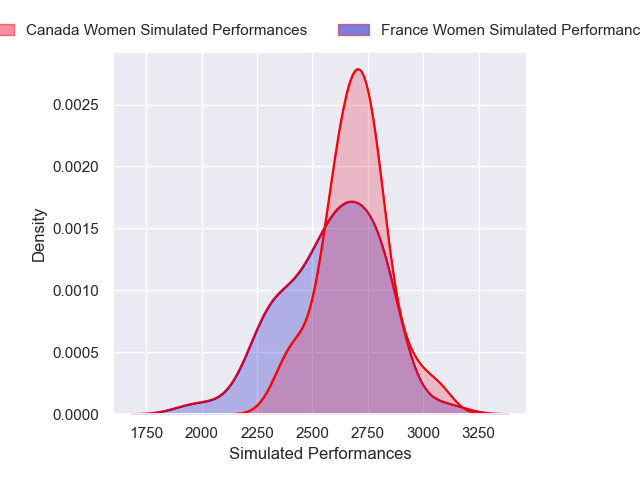 Canada Women Simulated Performances
France Women Simulated Performanc
0.0025
0.0020
0.0015
0.0010
0.0005
0.0000
Density
1750 2000 2250 2500 2750 3000 3250
Simulated Performances